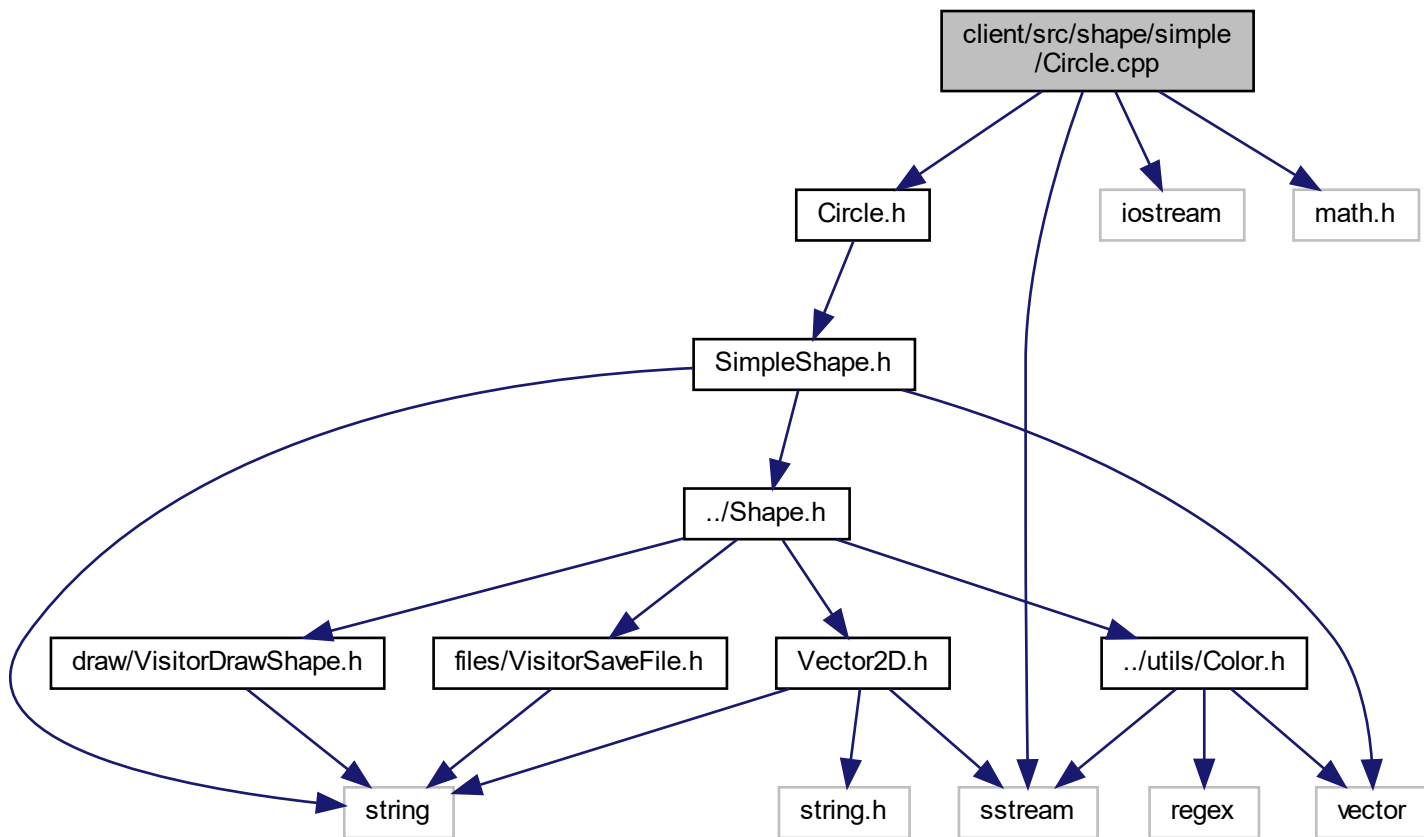 client/src/shape/simple
/Circle.cpp
Circle.h
iostream
math.h
SimpleShape.h
../Shape.h
draw/VisitorDrawShape.h
files/VisitorSaveFile.h
Vector2D.h
../utils/Color.h
string
string.h
sstream
regex
vector